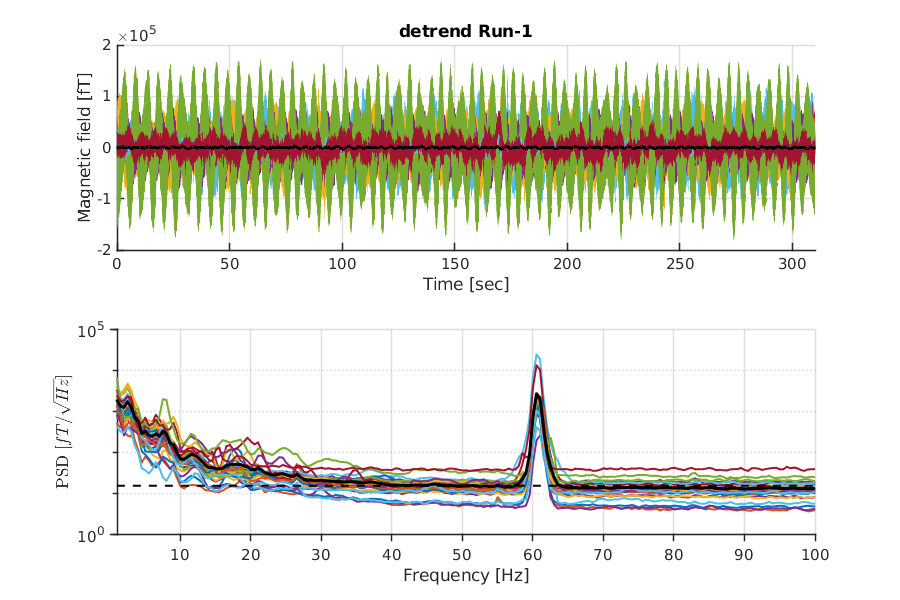 detrend Run-1
×10^5
Magnetic field [fT]
2
1
0
-1
-2
0 50 100 150 200 250 300
Time [sec]
PSD [fT/√Hz]
10^5
10^0
10 20 30 40 50 60 70 80 90 100
Frequency [Hz]